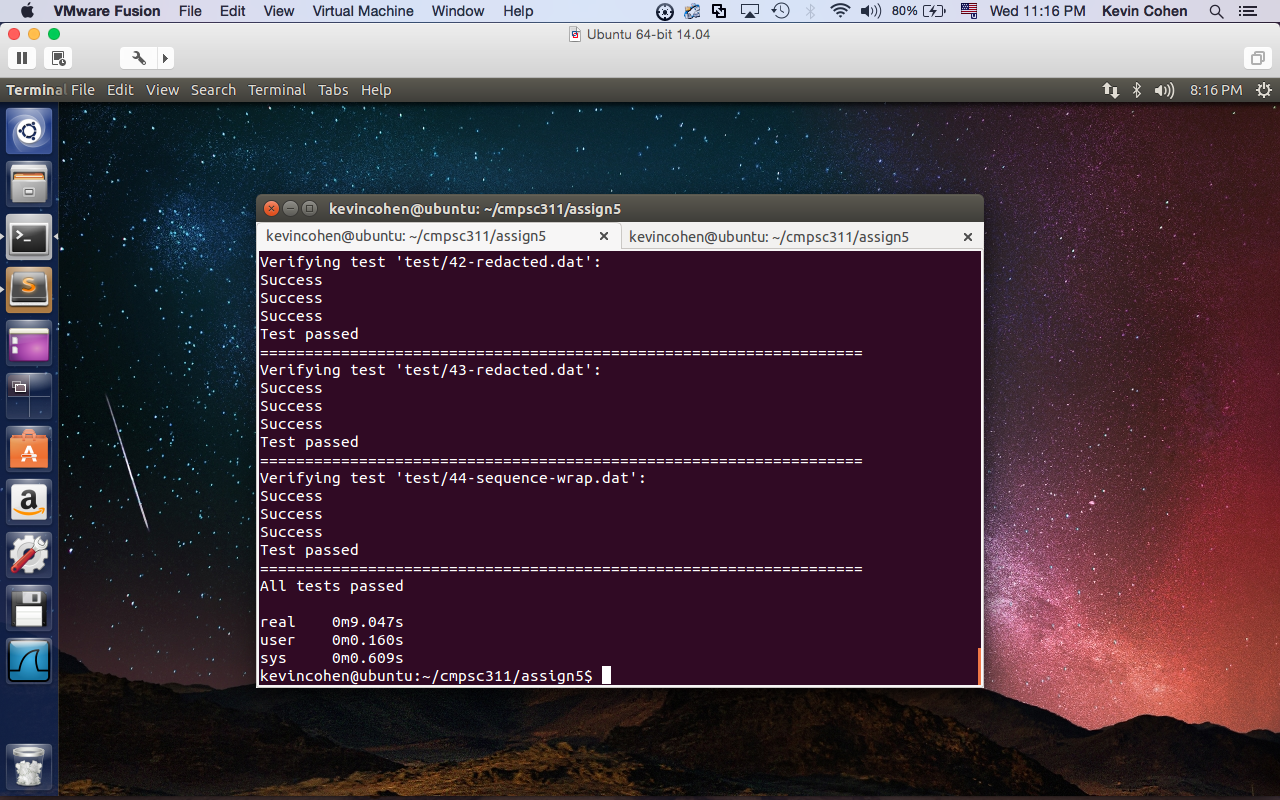 VMware Fusion File Edit View Virtual Machine Window Help 80% Wed 11:16 PM Kevin Cohen
Ubuntu 64-bit 14.04
Terminal File Edit View Search Terminal Tabs Help 8:16 PM
kevincohen@ubuntu: ~/cmpsc311/assign5
kevincohen@ubuntu: ~/cmpsc311/assign5 × kevincohen@ubuntu: ~/cmpsc311/assign5 ×
Verifying test 'test/42-redacted.dat':
Success
Success
Success
Test passed
===================================================================
Verifying test 'test/43-redacted.dat':
Success
Success
Success
Test passed
===================================================================
Verifying test 'test/44-sequence-wrap.dat':
Success
Success
Success
Test passed
===================================================================
All tests passed
real 0m9.047s
user 0m0.160s
sys 0m0.609s
kevincohen@ubuntu:~/cmpsc311/assign5$